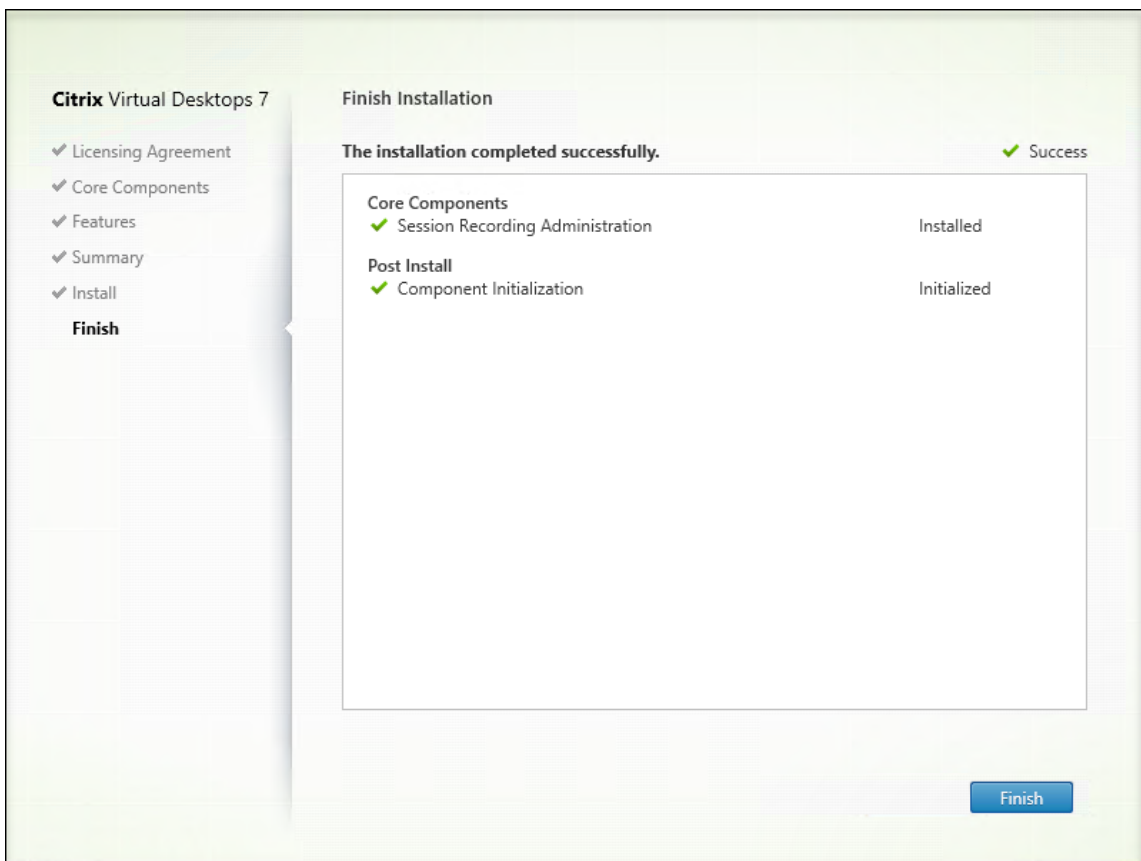 Citrix Virtual Desktops 7
Licensing Agreement
Core Components
Features
Summary
Install
Finish
Finish Installation
The installation completed successfully.
Success
Core Components
Session Recording Administration Installed
Post Install
Component Initialization Initialized
Finish